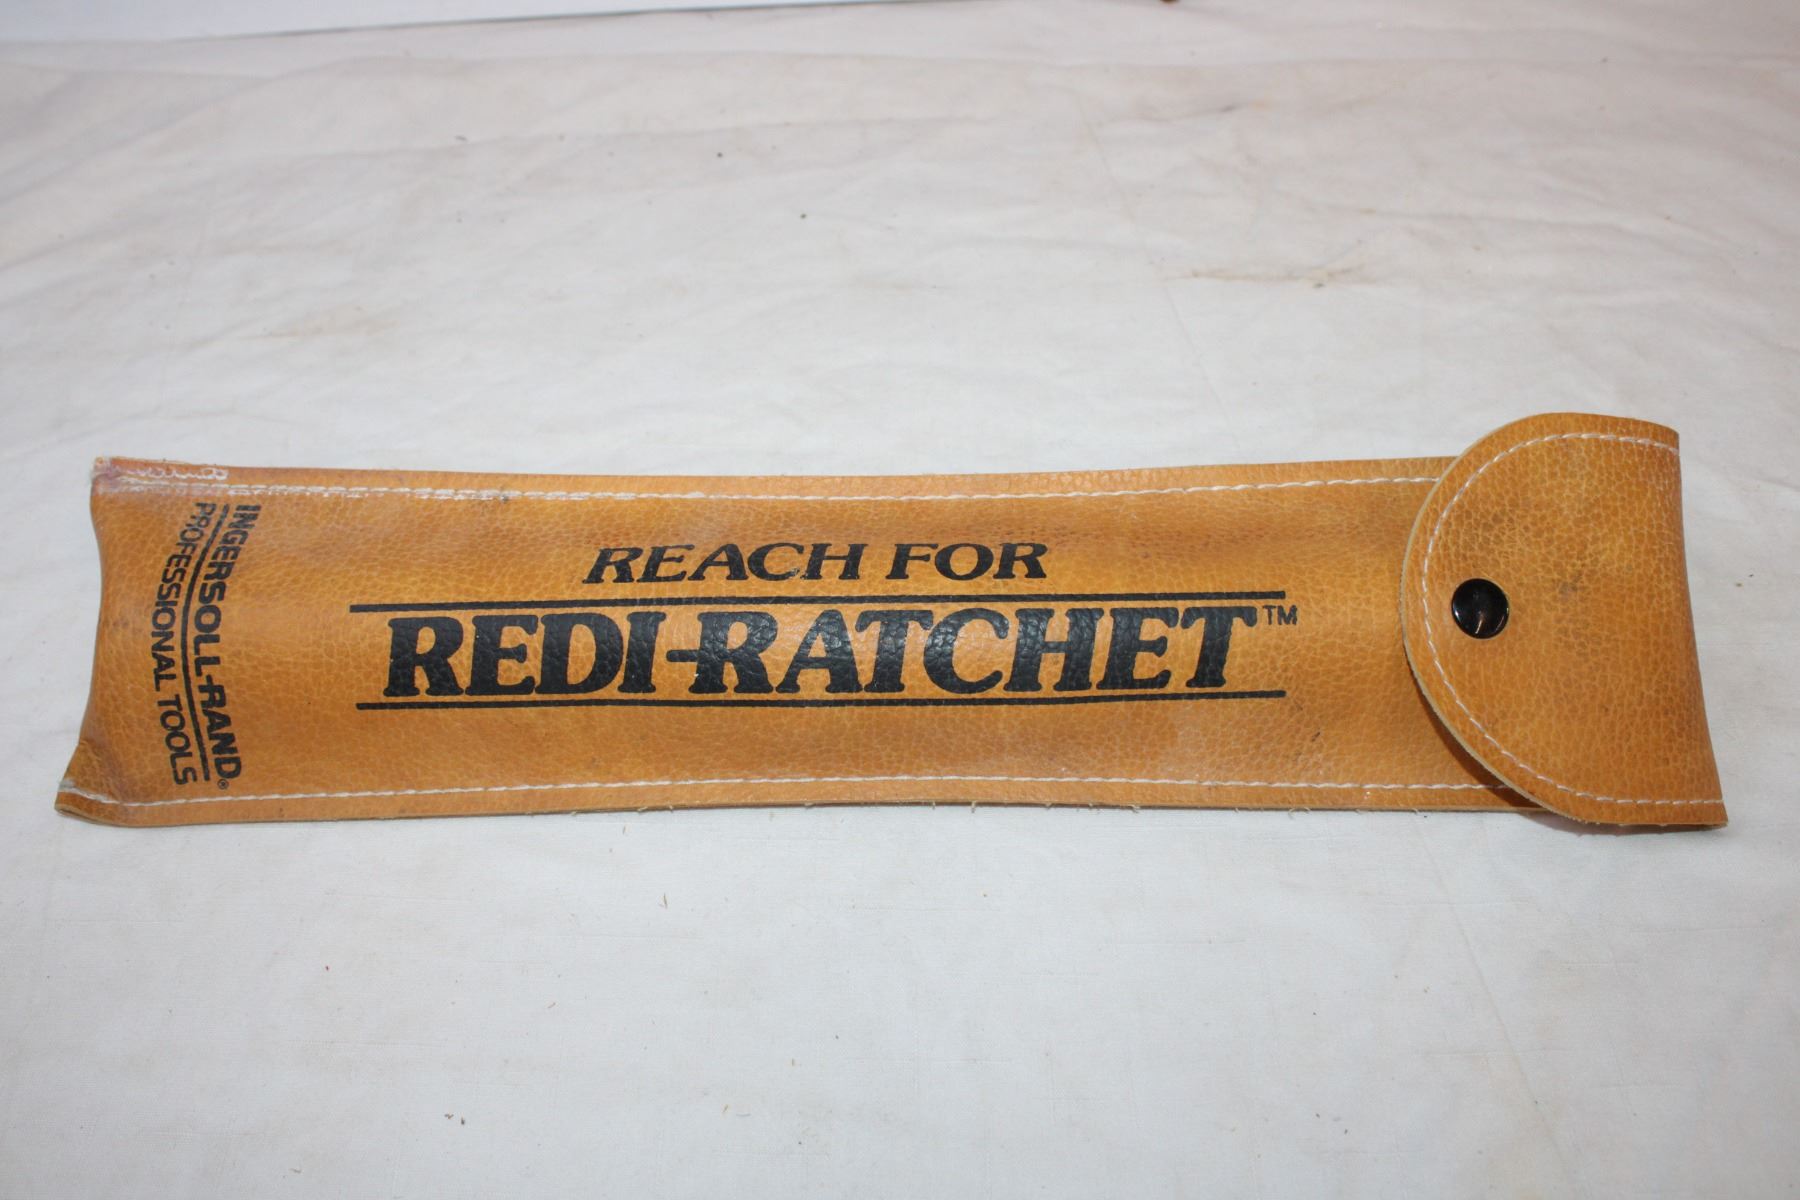 REACH FOR
REDI-RATCHET™
INGERSOLL-RAND®
PROFESSIONAL TOOLS